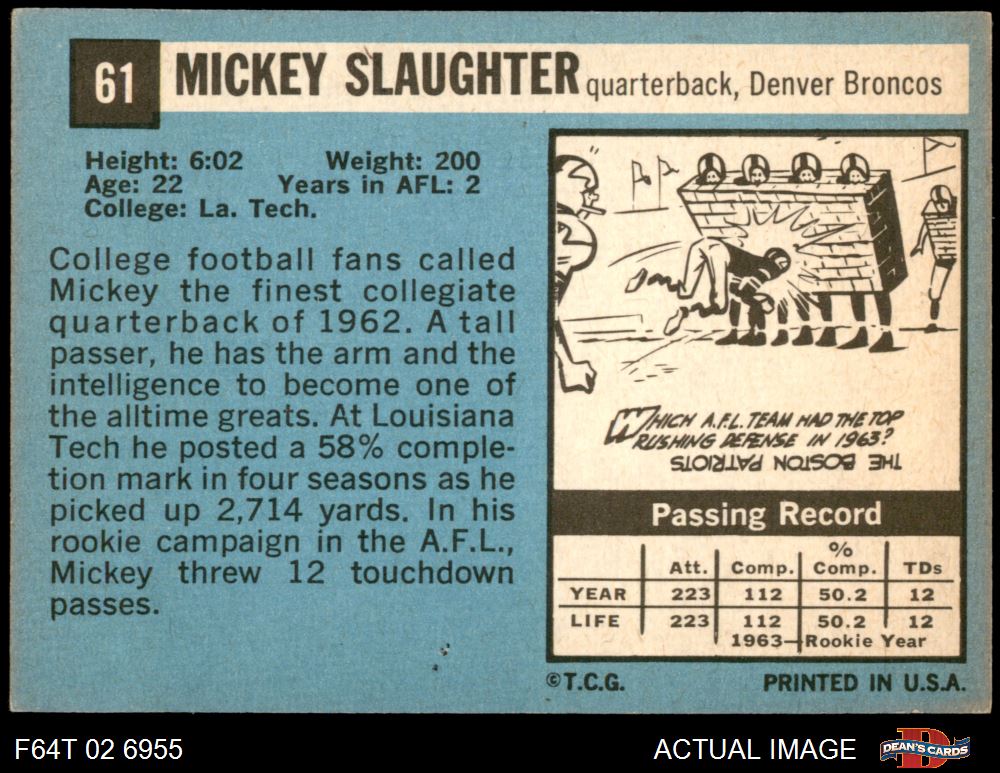 61
MICKEY SLAUGHTER quarterback, Denver Broncos
Height: 6:02 Weight: 200
Age: 22 Years in AFL: 2
College: La. Tech.
College football fans called
Mickey the finest collegiate
quarterback of 1962. A tall
passer, he has the arm and the
intelligence to become one of
the alltime greats. At Louisiana
Tech he posted a 58% comple-
tion mark in four seasons as he
picked up 2,714 yards. In his
rookie campaign in the A.F.L.,
Mickey threw 12 touchdown
passes.
WHICH A.F.L. TEAM HAD THE TOP
RUSHING DEFENSE IN 1963?
THE BOSTON PATRIOTS
Passing Record
Att. Comp. % Comp. TDs
YEAR 223 112 50.2 12
LIFE 223 112 50.2 12
1963—Rookie Year
©T.C.G. PRINTED IN U.S.A.
F64T 02 6955 ACTUAL IMAGE DEAN'S CARDS